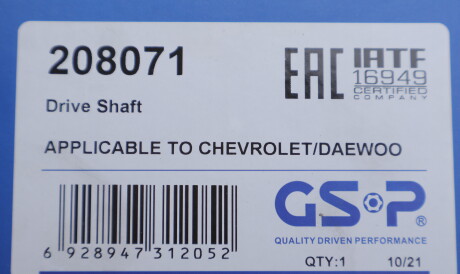 208071
EAC
IATF
16949
CERTIFIED
COMPANY
Drive Shaft
APPLICABLE TO CHEVROLET/DAEWOO
GSP®
QUALITY DRIVEN PERFORMANCE
6 928947 312052
QTY:1 10/21